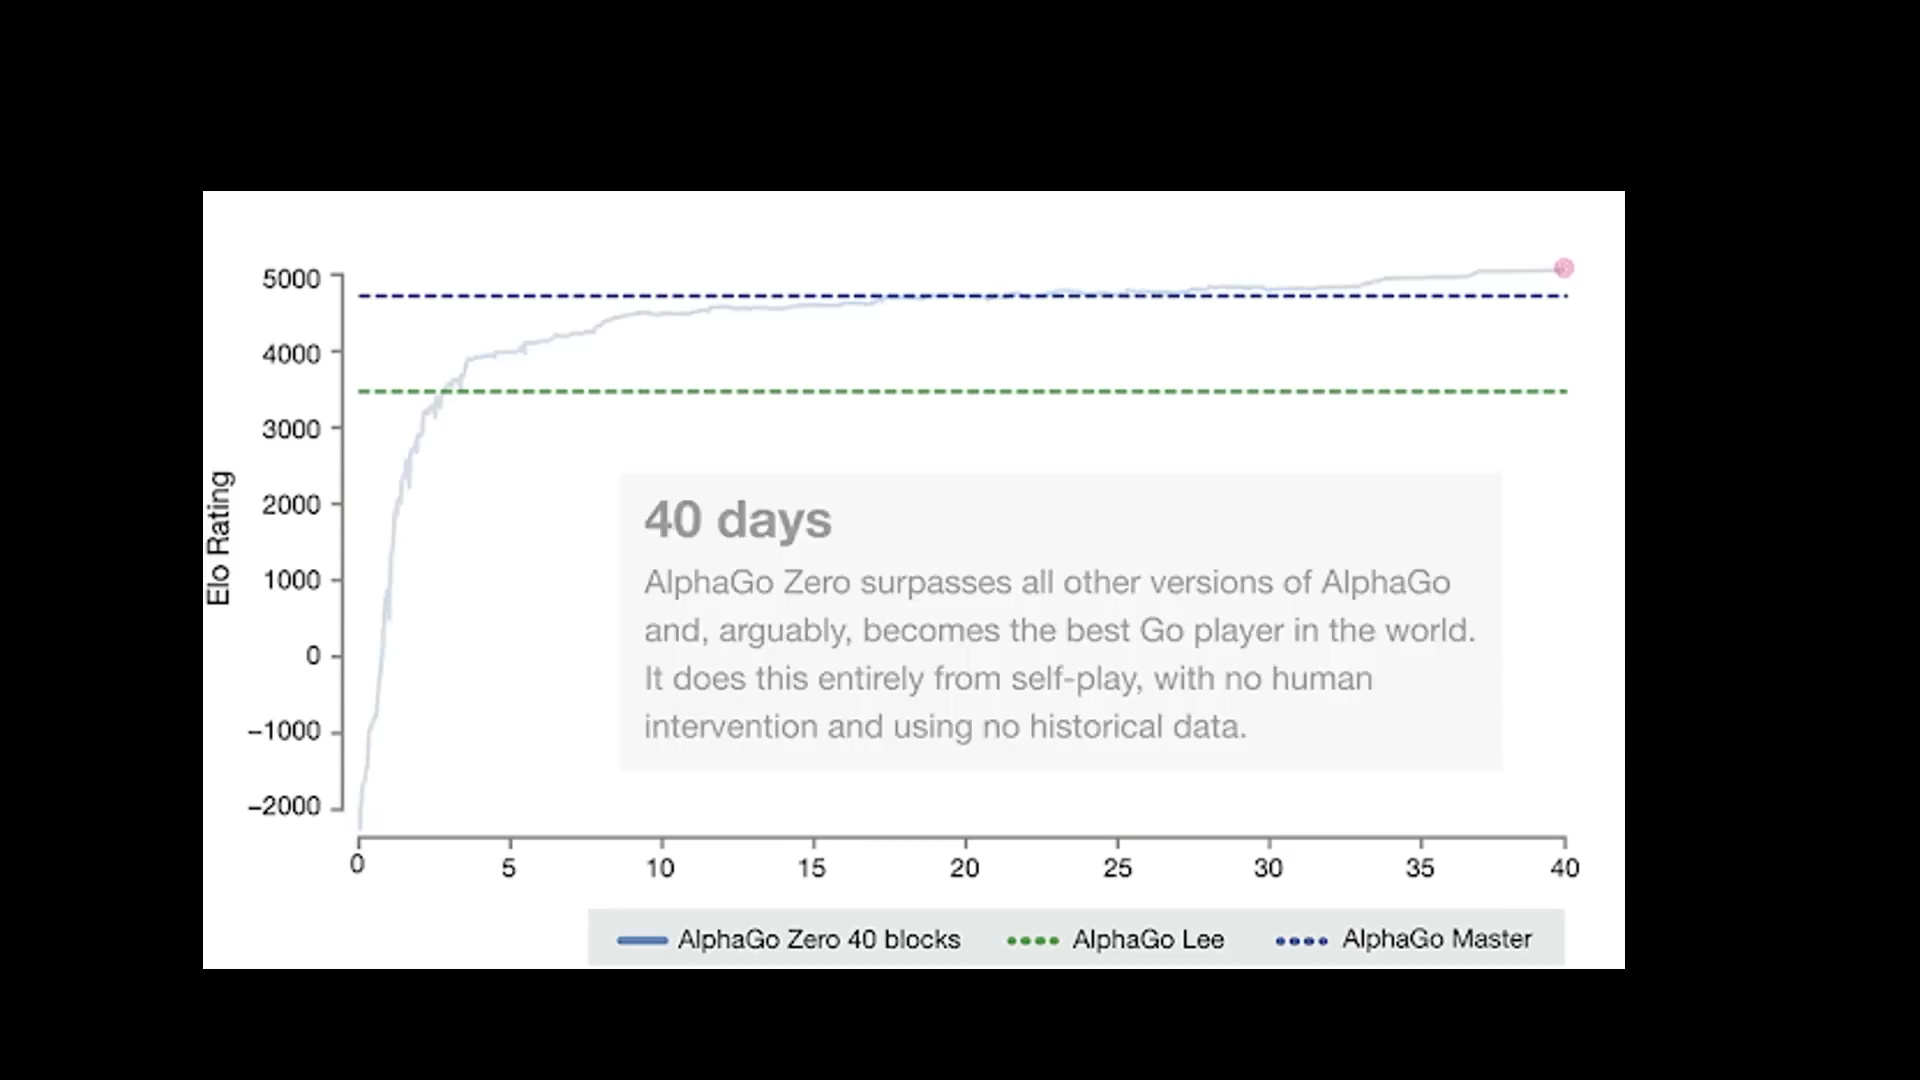 5000
4000
3000
2000
1000
0
−1000
−2000
Elo Rating
40 days
AlphaGo Zero surpasses all other versions of AlphaGo
and, arguably, becomes the best Go player in the world.
It does this entirely from self-play, with no human
intervention and using no historical data.
0 5 10 15 20 25 30 35 40
AlphaGo Zero 40 blocks AlphaGo Lee AlphaGo Master